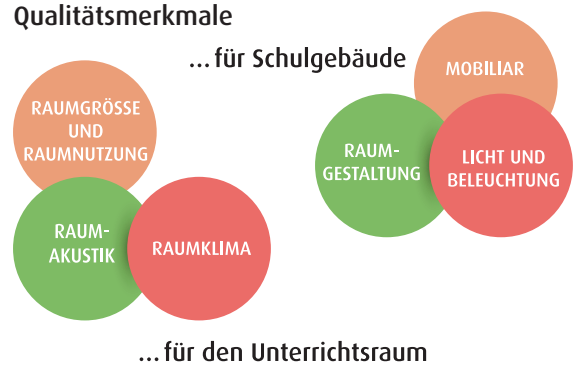 Qualitätsmerkmale
...für Schulgebäude
MOBILIAR
RAUMGRÖSSE
UND
RAUMNUTZUNG
RAUM-
GESTALTUNG
LICHT UND
BELEUCHTUNG
RAUM-
AKUSTIK
RAUMKLIMA
...für den Unterrichtsraum